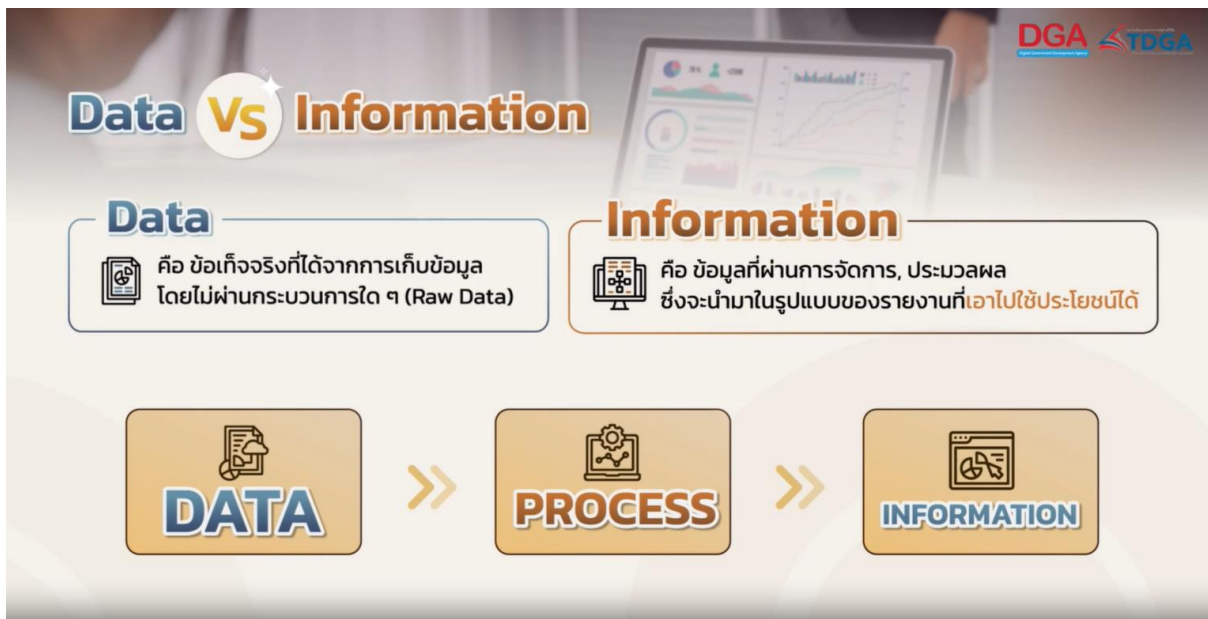 DGA
Digital Government Development Agency
TDGA
Data Vs Information
Data
คือ ข้อเท็จจริงที่ได้จากการเก็บข้อมูล
โดยไม่ผ่านกระบวนการใด ๆ (Raw Data)
Information
คือ ข้อมูลที่ผ่านการจัดการ, ประมวลผล
ซึ่งจะนำมาในรูปแบบของรายงานที่เอาไปใช้ประโยชน์ได้
DATA
PROCESS
INFORMATION